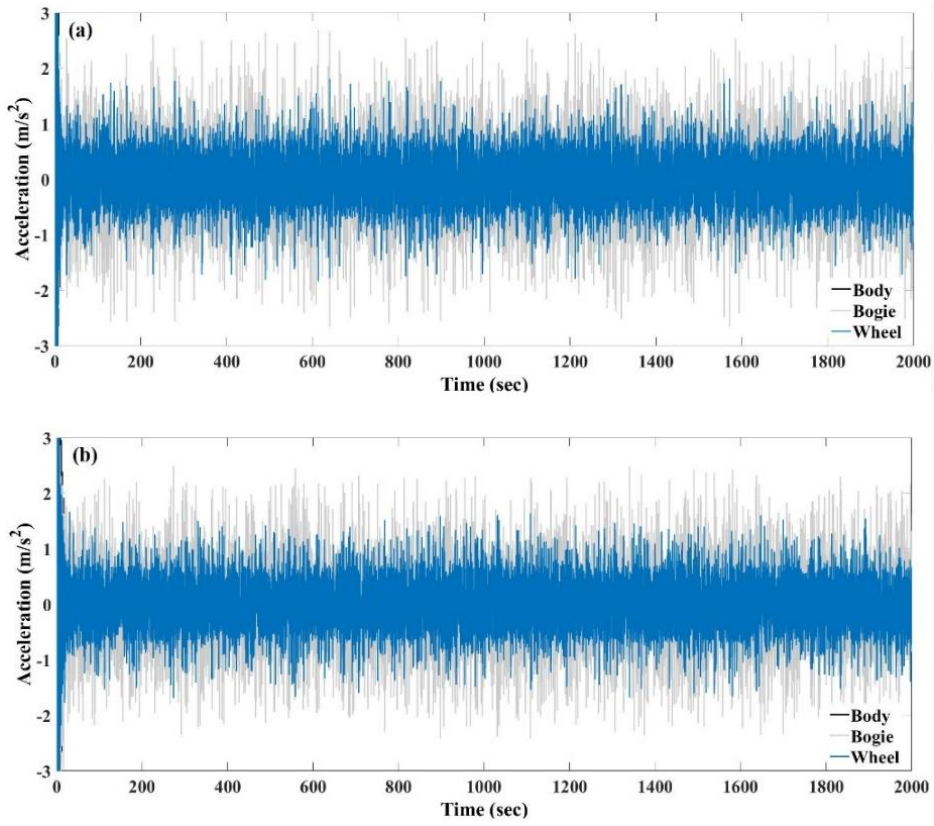 (a)
3
2
1
0
-1
-2
-3
Acceleration (m/s²)
Body
Bogie
Wheel
0 200 400 600 800 1000 1200 1400 1600 1800 2000
Time (sec)
(b)
3
2
1
0
-1
-2
-3
Acceleration (m/s²)
Body
Bogie
Wheel
0 200 400 600 800 1000 1200 1400 1600 1800 2000
Time (sec)